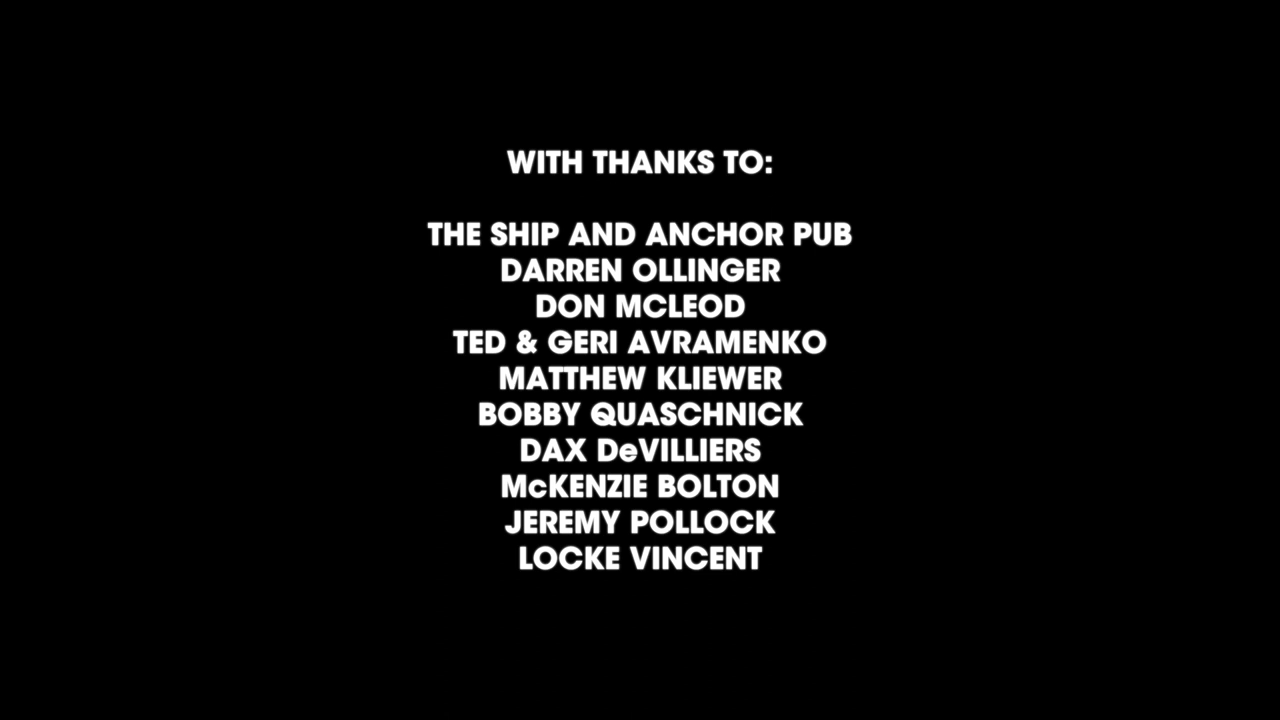 WITH THANKS TO:
THE SHIP AND ANCHOR PUB
DARREN OLLINGER
DON MCLEOD
TED & GERI AVRAMENKO
MATTHEW KLIEWER
BOBBY QUASCHNICK
DAX DeVILLIERS
McKENZIE BOLTON
JEREMY POLLOCK
LOCKE VINCENT